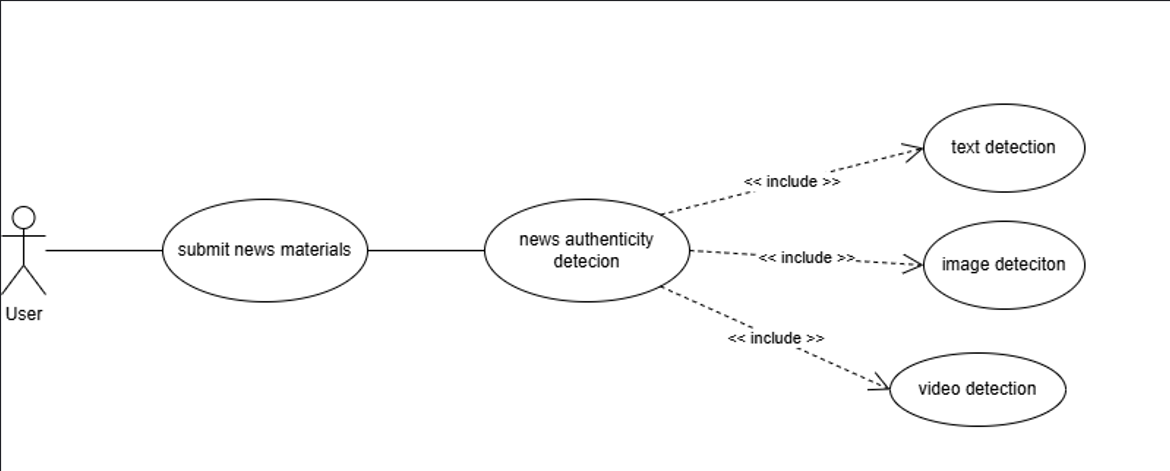 User
submit news materials
news authenticity
detecion
<< include >>
<< include >>
<< include >>
text detection
image deteciton
video detection